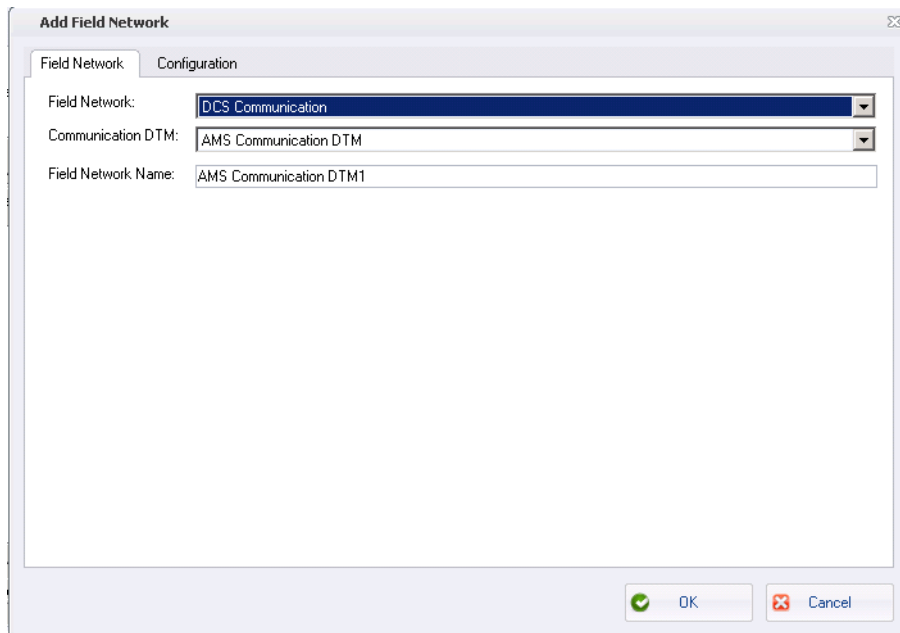 Add Field Network
Field Network Configuration
Field Network: DCS Communication
Communication DTM: AMS Communication DTM
Field Network Name: AMS Communication DTM1
OK Cancel